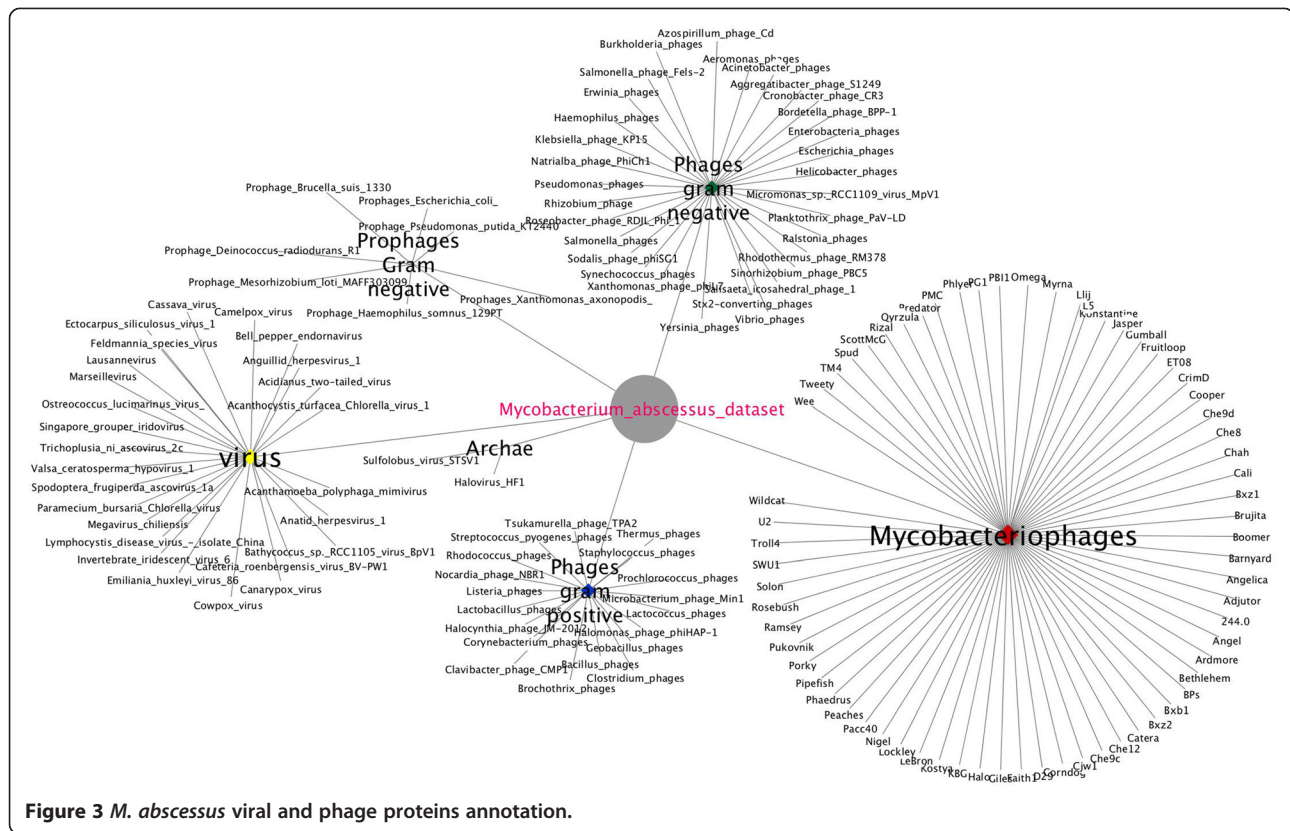 Azospirillum_phage_Cd
Burkholderia_phages
Aeromonas_phages
Acinetobacter_phages
Salmonella_phage_Fels-2
Aggregatibacter_phage_S1249
Erwinia_phages
Cronobacter_phage_CR3
Bordetella_phage_BPP-1
Haemophilus_phages
Enterobacteria_phages
Klebsiella_phage_KP15
Escherichia_phages
Natrialba_phage_PhiCh1
Helicobacter_phages
Phages
gram
negative
Pseudomonas_phages
Micromonas_sp._RCC1109_virus_MpV1
Rhizobium_phage
Roseobacter_phage_RDJL_Phi_1
Planktothrix_phage_PaV-LD
Salmonella_phages
Ralstonia_phages
Sodalis_phage_phiSG1
Rhodothermus_phage_RM378
Synechococcus_phages
Sinorhizobium_phage_PBC5
Xanthomonas_phage_phiL7
Salisaeta_icosahedral_phage_1
Stx2-converting_phages
Vibrio_phages
Yersinia_phages
Prophage_Brucella_suis_1330
Prophages_Escherichia_coli_
Prophage_Pseudomonas_putida_KT2440
Prophages
Gram
negative
Prophage_Deinococcus_radiodurans_R1
Prophage_Mesorhizobium_loti_MAFF303099
Prophages_Xanthomonas_axonopodis_
Prophage_Haemophilus_somnus_129PT
Cassava_virus_
Camelpox_virus
Ectocarpus_siliculosus_virus_1
Bell_pepper_endornavirus
Feldmannia_species_virus
Lausannevirus
Anguillid_herpesvirus_1
Marseillevirus
Acidianus_two-tailed_virus
Ostreococcus_lucimarinus_virus_
Acanthocystis_turfacea_Chlorella_virus_1
Singapore_grouper_iridovirus
Trichoplusia_ni_ascovirus_2c
virus
Valsa_ceratosperma_hypovirus_1
Spodoptera_frugiperda_ascovirus_1a
Acanthamoeba_polyphaga_mimivirus
Paramecium_bursaria_Chlorella_virus
Megavirus_chiliensis
Anatid_herpesvirus_1
Lymphocystis_disease_virus_-_isolate_China
Bathycoccus_sp._RCC1105_virus_BpV1
Invertebrate_iridescent_virus_6
Cafeteria_roenbergensis_virus_BV-PW1
Emiliania_huxleyi_virus_86
Canarypox_virus
Cowpox_virus
Mycobacterium_abscessus_dataset
Archae
Sulfolobus_virus_STSV1
Halovirus_HF1
Tsukamurella_phage_TPA2
Streptococcus_pyogenes_phages
Thermus_phages
Rhodococcus_phages
Staphylococcus_phages
Nocardia_phage_NBR1
Prochlorococcus_phages
Phages
gram
positive
Listeria_phages
Microbacterium_phage_Min1
Lactobacillus_phages
Lactococcus_phages
Halocynthia_phage_JM-2012
Halomonas_phage_phiHAP-1
Corynebacterium_phages
Geobacillus_phages
Clavibacter_phage_CMP1
Bacillus_phages
Clostridium_phages
Brochothrix_phages
Mycobacteriophages
Wildcat
U2
Troll4
SWU1
Solon
Rosebush
Ramsey
Pukovnik
Porky
Pipefish
Phaedrus
Peaches
Pacc40
Nigel
Lockley
LeBron
Kostya
KBG
Halo
Giles
Faith1
D29
Corndog
Cjw1
Che9c
Che12
Catera
Bxz2
Bxb1
BPs
Bethlehem
Ardmore
Angel
244.0
Adjutor
Angelica
Barnyard
Boomer
Brujita
Bxz1
Cali
Chah
Che8
Che9d
Cooper
CrimD
ET08
Fruitloop
Gumball
Jasper
Konstantine
L5
Llij
Myrna
Omega
PBI1
PG1
Phlyer
PMC
Predator
Qyrzula
Rizal
ScottMcG
Spud
TM4
Tweety
Wee
Figure 3 M. abscessus viral and phage proteins annotation.